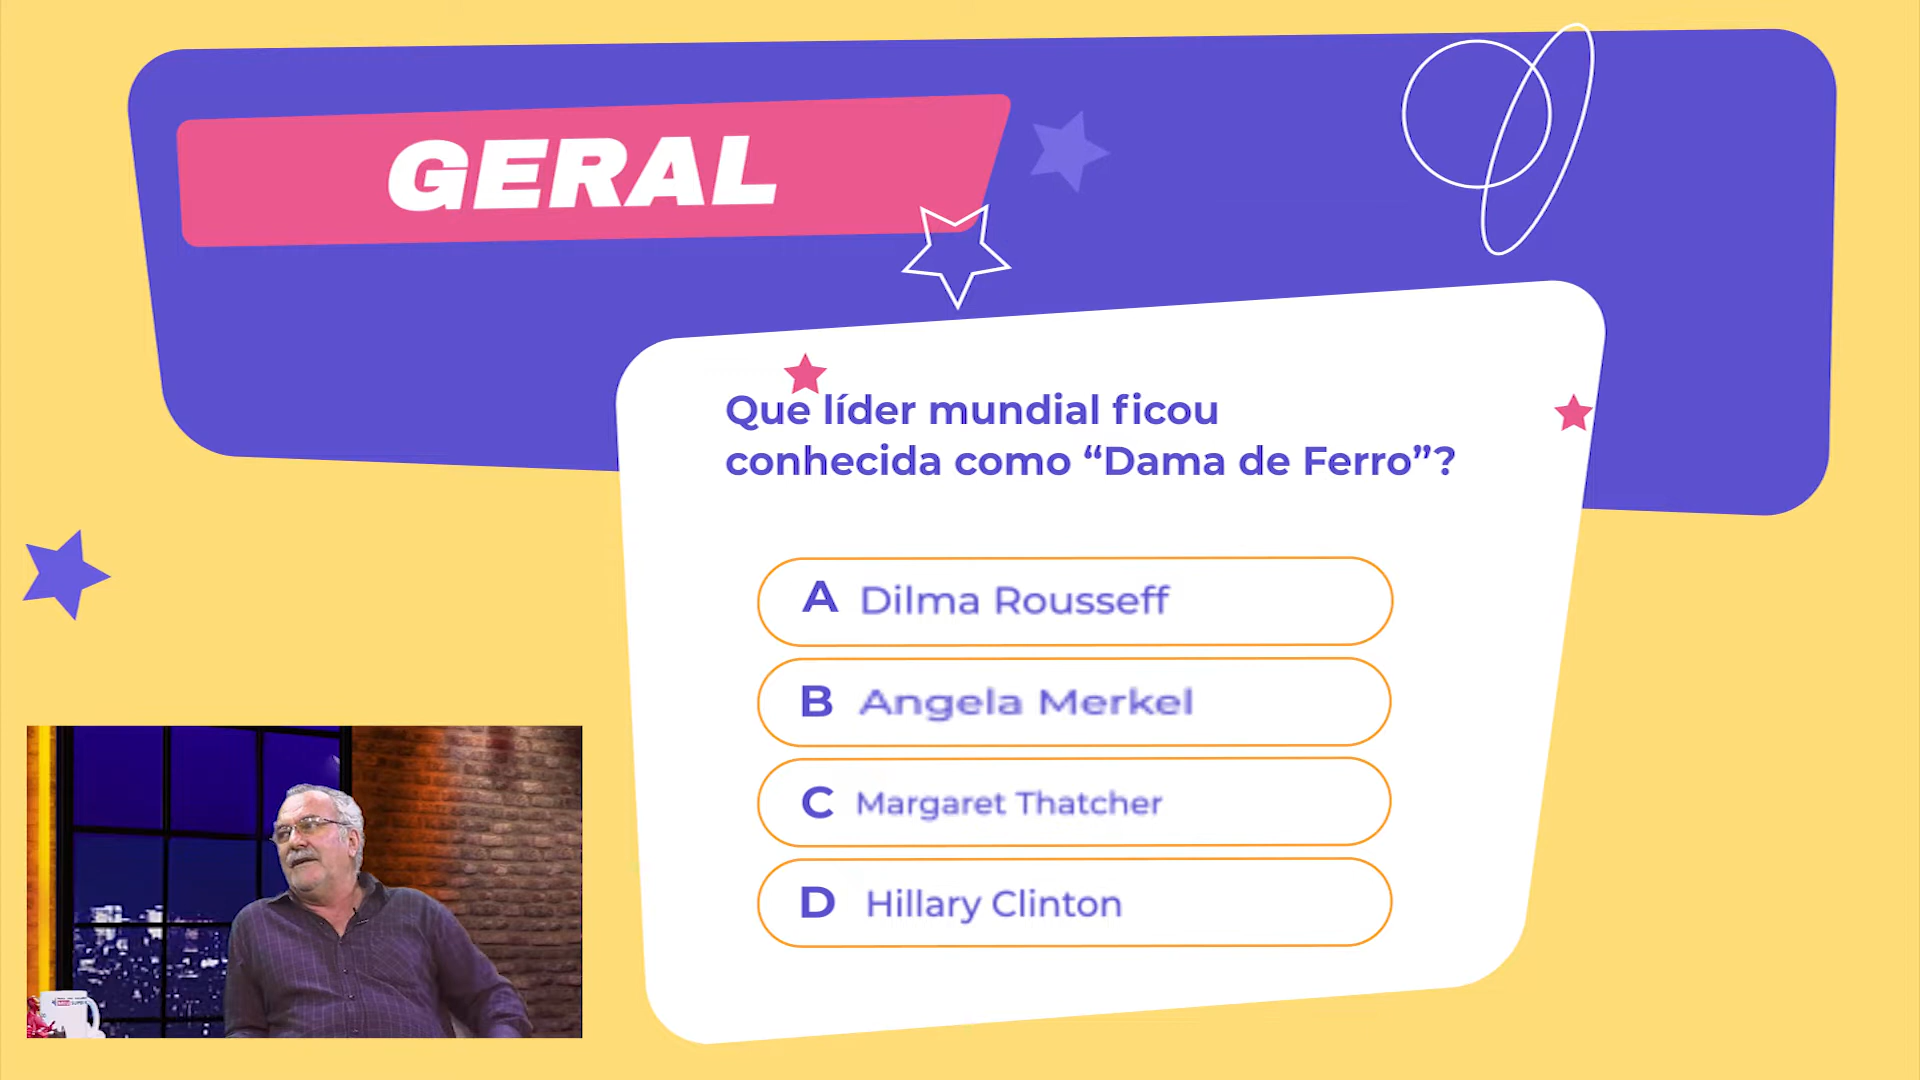 GERAL
Que líder mundial ficou
conhecida como “Dama de Ferro”?
A Dilma Rousseff
B Angela Merkel
C Margaret Thatcher
D Hillary Clinton